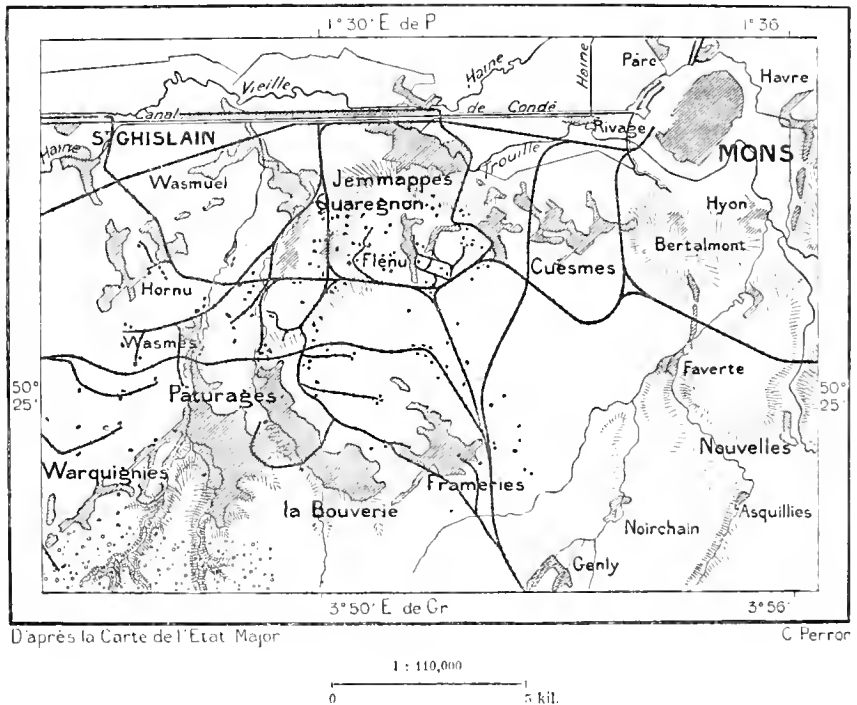 1°30' E de P
1°36
Parc
Havre
Haine
Haine
Vieille
Canal
de Condé
Rivage
St GHISLAIN
MONS
Haine
Trouille
Wasmuel
Jemmappes
Quaregnon
Hyon
Bertalmont
Flénu
Cuesmes
Hornu
Wasmes
50°
25'
Paturages
Faverte
50°
25'
Nouvelles
Warquignies
Frameries
la Bouverie
Asquillies
Noirchain
Genly
3°50' E de Gr
3°56'
D'après la Carte de l'Etat Major
C Perron
1 : 110,000
0
5 kil.